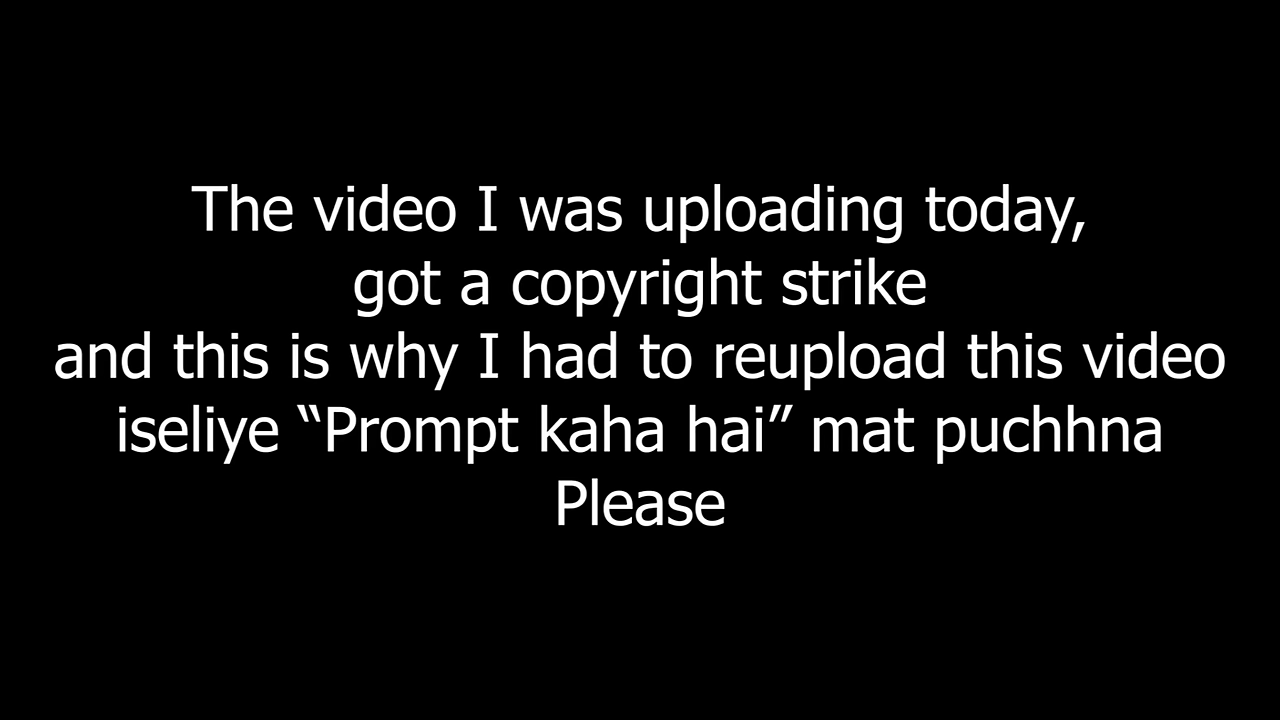 The video I was uploading today,
got a copyright strike
and this is why I had to reupload this video
iseliye “Prompt kaha hai” mat puchhna
Please